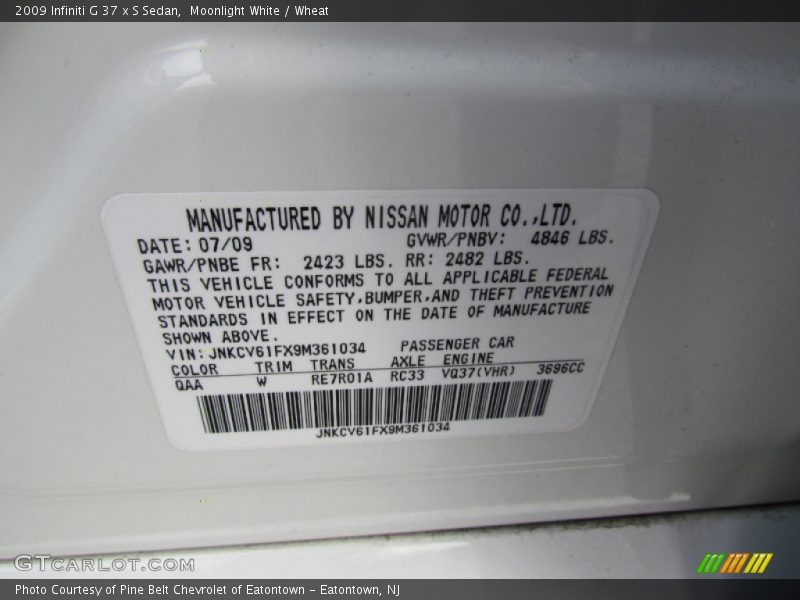 2009 Infiniti G 37 x S Sedan,  Moonlight White / Wheat
MANUFACTURED BY NISSAN MOTOR CO.,LTD.
DATE: 07/09 GVWR/PNBV: 4846 LBS.
GAWR/PNBE FR: 2423 LBS. RR: 2482 LBS.
THIS VEHICLE CONFORMS TO ALL APPLICABLE FEDERAL
MOTOR VEHICLE SAFETY,BUMPER,AND THEFT PREVENTION
STANDARDS IN EFFECT ON THE DATE OF MANUFACTURE
SHOWN ABOVE.
VIN: JNKCV61FX9M361034 PASSENGER CAR
COLOR TRIM TRANS AXLE ENGINE
QAA W RE7R01A RC33 VQ37(VHR) 3696CC
JNKCV61FX9M361034
GTCARLOT.COM
Photo Courtesy of Pine Belt Chevrolet of Eatontown - Eatontown, NJ